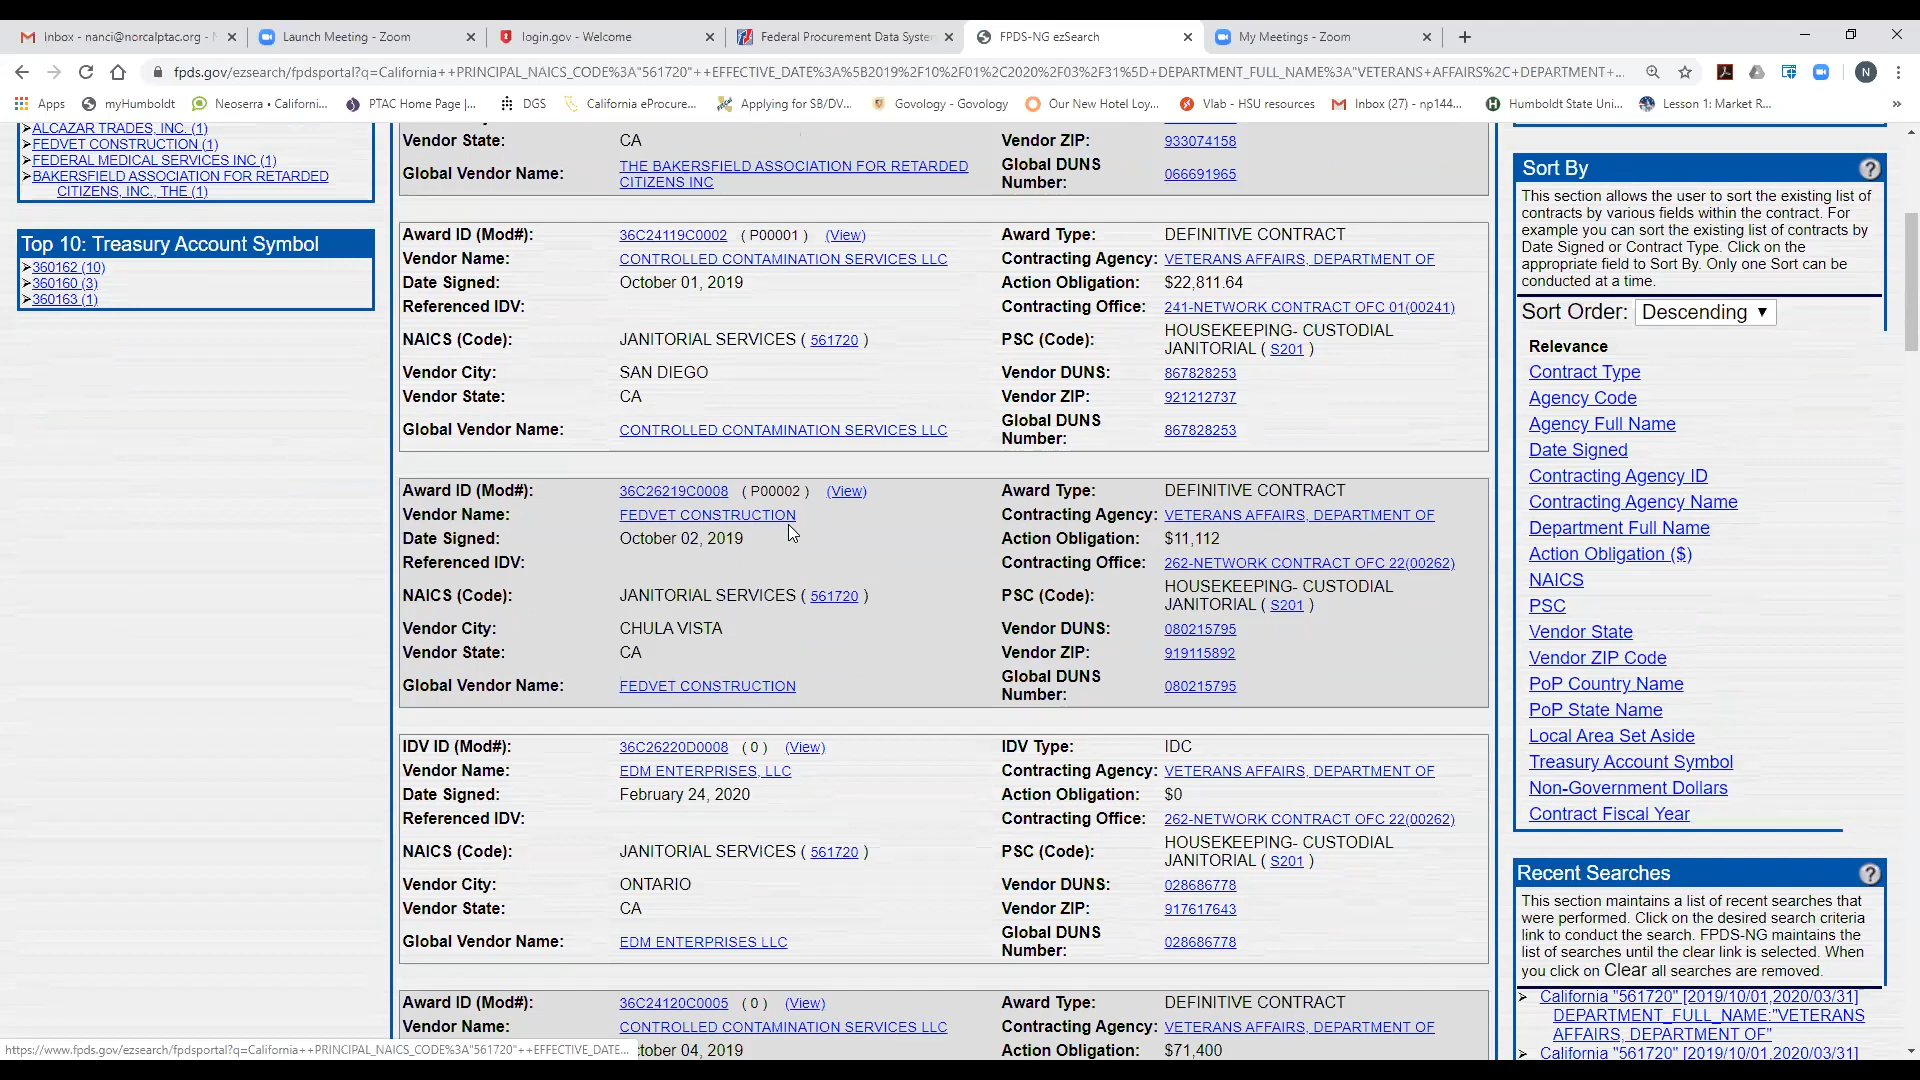 Inbox - nanci@norcalptac.org -
Launch Meeting - Zoom
login.gov - Welcome
Federal Procurement Data System
FPDS-NG ezSearch
My Meetings - Zoom
fpds.gov/ezsearch/fpdsportal?q=California++PRINCIPAL_NAICS_CODE%3A"561720"++EFFECTIVE_DATE%3A%5B2019%2F10%2F01%2C2020%2F03%2F31%5D+DEPARTMENT_FULL_NAME%3A"VETERANS+AFFAIRS%2C+DEPARTMENT+...
N
Apps
myHumboldt
Neoserra • Californi...
PTAC Home Page |...
DGS
California eProcure...
Applying for SB/DV...
Govology - Govology
Our New Hotel Loy...
Vlab - HSU resources
Inbox (27) - np144...
Humboldt State Uni...
Lesson 1: Market R...
ALCAZAR TRADES, INC. (1)
FEDVET CONSTRUCTION (1)
FEDERAL MEDICAL SERVICES INC (1)
BAKERSFIELD ASSOCIATION FOR RETARDED
CITIZENS, INC., THE (1)
Top 10: Treasury Account Symbol
360162 (10)
360160 (3)
360163 (1)
Vendor State: CA Vendor ZIP: 933074158
Global Vendor Name: THE BAKERSFIELD ASSOCIATION FOR RETARDED CITIZENS INC Global DUNS Number: 066691965
Award ID (Mod#): 36C24119C0002 ( P00001 ) (View) Award Type: DEFINITIVE CONTRACT
Vendor Name: CONTROLLED CONTAMINATION SERVICES LLC Contracting Agency: VETERANS AFFAIRS, DEPARTMENT OF
Date Signed: October 01, 2019 Action Obligation: $22,811.64
Referenced IDV: Contracting Office: 241-NETWORK CONTRACT OFC 01(00241)
NAICS (Code): JANITORIAL SERVICES ( 561720 ) PSC (Code): HOUSEKEEPING- CUSTODIAL JANITORIAL ( S201 )
Vendor City: SAN DIEGO Vendor DUNS: 867828253
Vendor State: CA Vendor ZIP: 921212737
Global Vendor Name: CONTROLLED CONTAMINATION SERVICES LLC Global DUNS Number: 867828253
Award ID (Mod#): 36C26219C0008 ( P00002 ) (View) Award Type: DEFINITIVE CONTRACT
Vendor Name: FEDVET CONSTRUCTION Contracting Agency: VETERANS AFFAIRS, DEPARTMENT OF
Date Signed: October 02, 2019 Action Obligation: $11,112
Referenced IDV: Contracting Office: 262-NETWORK CONTRACT OFC 22(00262)
NAICS (Code): JANITORIAL SERVICES ( 561720 ) PSC (Code): HOUSEKEEPING- CUSTODIAL JANITORIAL ( S201 )
Vendor City: CHULA VISTA Vendor DUNS: 080215795
Vendor State: CA Vendor ZIP: 919115892
Global Vendor Name: FEDVET CONSTRUCTION Global DUNS Number: 080215795
IDV ID (Mod#): 36C26220D0008 ( 0 ) (View) IDV Type: IDC
Vendor Name: EDM ENTERPRISES, LLC Contracting Agency: VETERANS AFFAIRS, DEPARTMENT OF
Date Signed: February 24, 2020 Action Obligation: $0
Referenced IDV: Contracting Office: 262-NETWORK CONTRACT OFC 22(00262)
NAICS (Code): JANITORIAL SERVICES ( 561720 ) PSC (Code): HOUSEKEEPING- CUSTODIAL JANITORIAL ( S201 )
Vendor City: ONTARIO Vendor DUNS: 028686778
Vendor State: CA Vendor ZIP: 917617643
Global Vendor Name: EDM ENTERPRISES LLC Global DUNS Number: 028686778
Award ID (Mod#): 36C24120C0005 ( 0 ) (View) Award Type: DEFINITIVE CONTRACT
Vendor Name: CONTROLLED CONTAMINATION SERVICES LLC Contracting Agency: VETERANS AFFAIRS, DEPARTMENT OF
tober 04, 2019 Action Obligation: $71,400
https://www.fpds.gov/ezsearch/fpdsportal?q=California++PRINCIPAL_NAICS_CODE%3A"561720"++EFFECTIVE_DATE...
Sort By
This section allows the user to sort the existing list of
contracts by various fields within the contract. For
example you can sort the existing list of contracts by
Date Signed or Contract Type. Click on the
appropriate field to Sort By. Only one Sort can be
conducted at a time.
Sort Order: Descending
Relevance
Contract Type
Agency Code
Agency Full Name
Date Signed
Contracting Agency ID
Contracting Agency Name
Department Full Name
Action Obligation ($)
NAICS
PSC
Vendor State
Vendor ZIP Code
PoP Country Name
PoP State Name
Local Area Set Aside
Treasury Account Symbol
Non-Government Dollars
Contract Fiscal Year
Recent Searches
This section maintains a list of recent searches that
were performed. Click on the desired search criteria
link to conduct the search. FPDS-NG maintains the
list of searches until the clear link is selected. When
you click on Clear all searches are removed.
California "561720" [2019/10/01,2020/03/31]
DEPARTMENT_FULL_NAME:"VETERANS
AFFAIRS, DEPARTMENT OF"
California "561720" [2019/10/01,2020/03/31]